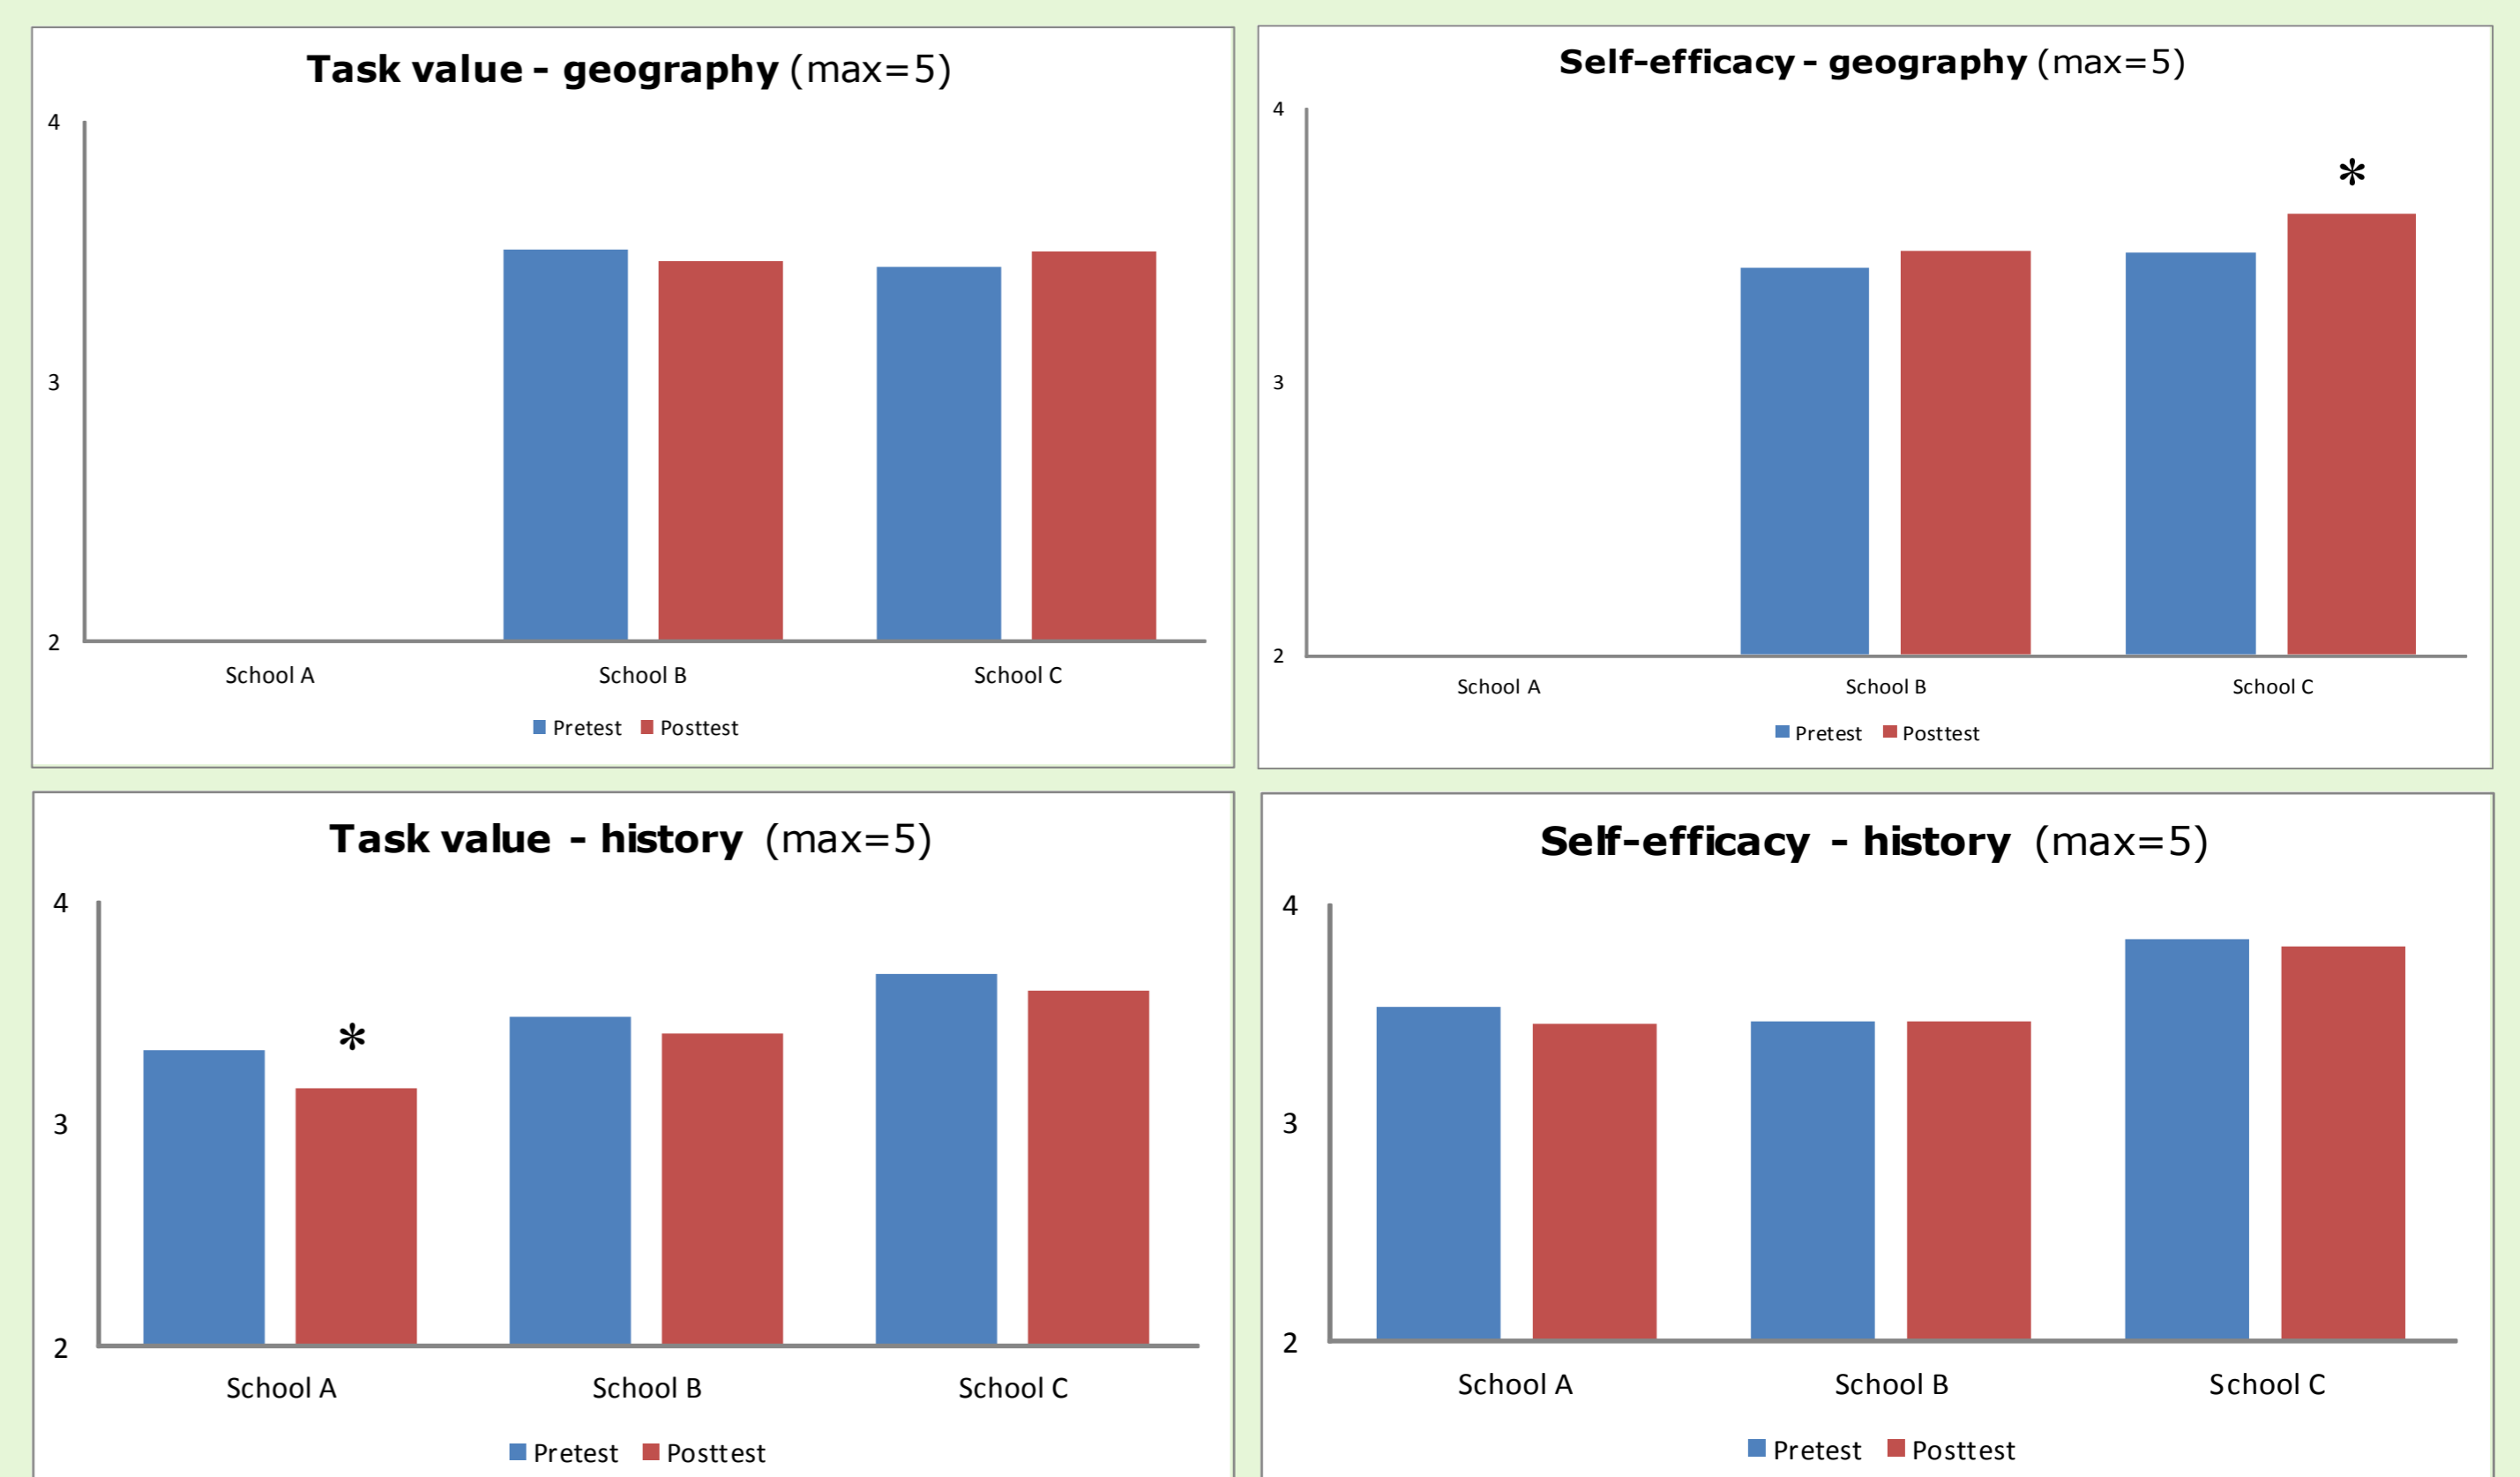 Task value - geography (max=5)
4
3
2
School A School B School C
Pretest Posttest
Self-efficacy - geography (max=5)
4
*
3
2
School A School B School C
Pretest Posttest
Task value - history (max=5)
4
*
3
2
School A School B School C
Pretest Posttest
Self-efficacy - history (max=5)
4
3
2
School A School B School C
Pretest Posttest